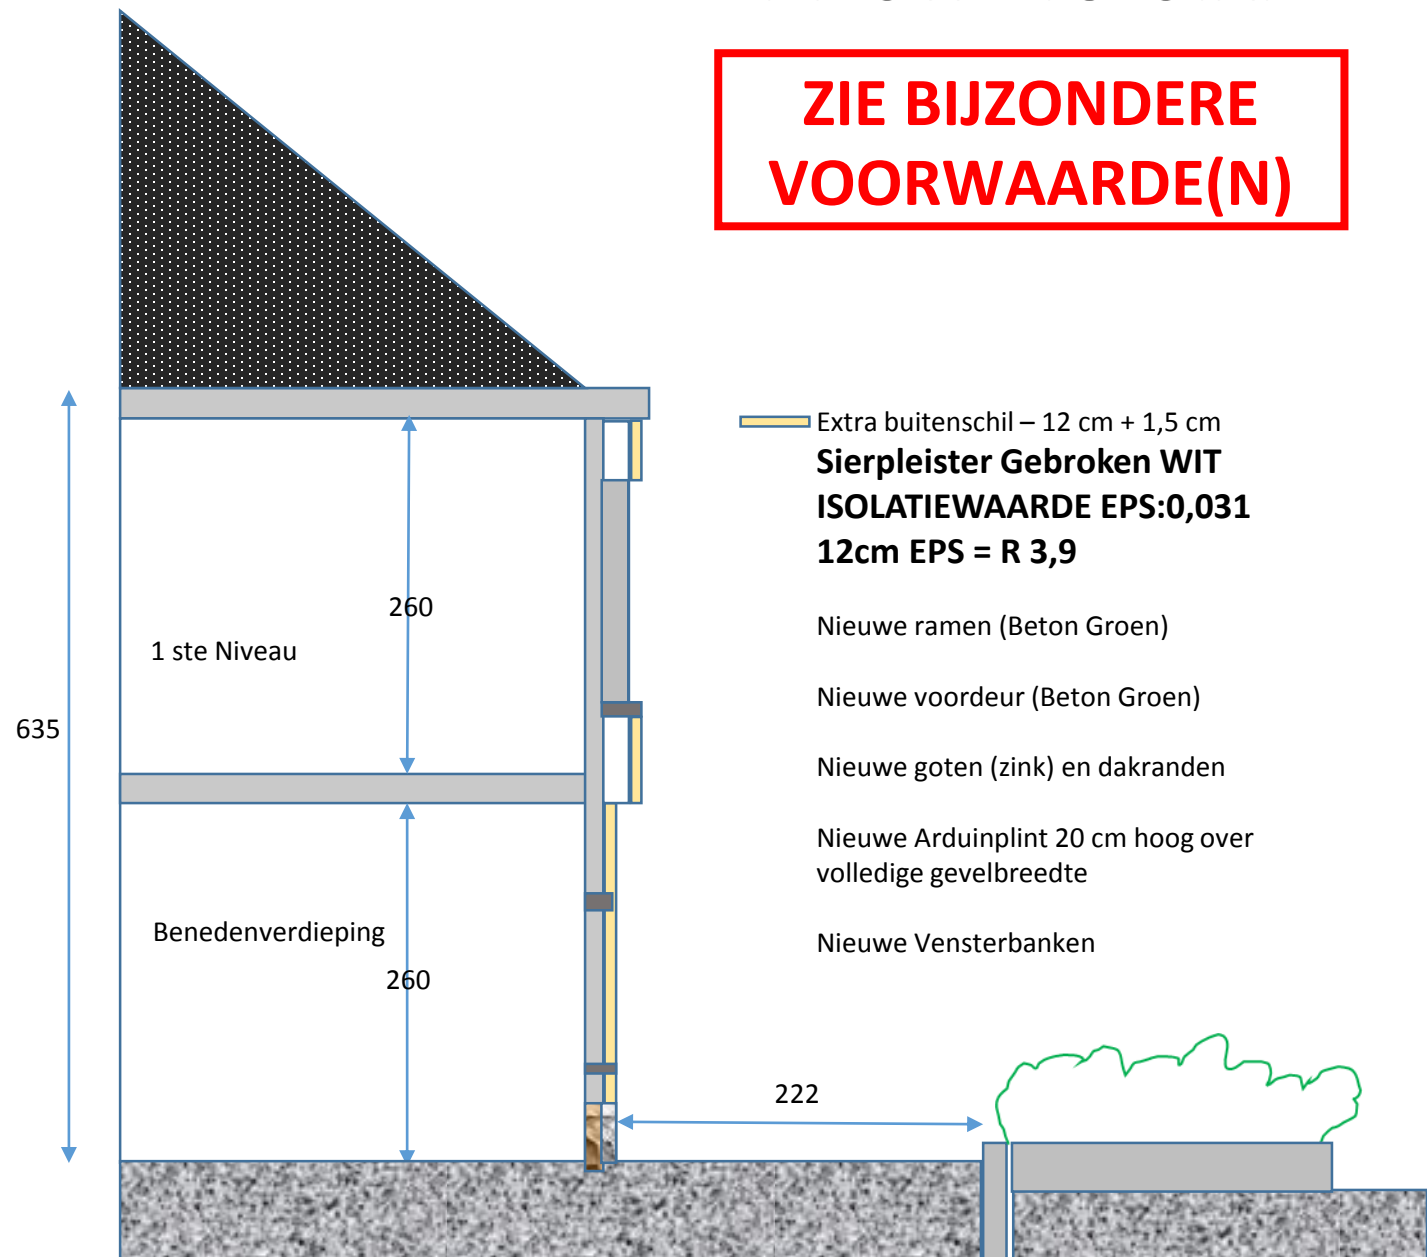 ZIE BIJZONDERE
VOORWAARDE(N)
Extra buitenschil – 12 cm + 1,5 cm
Sierpleister Gebroken WIT
ISOLATIEWAARDE EPS:0,031
12cm EPS = R 3,9
260
Nieuwe ramen (Beton Groen)
1 ste Niveau
Nieuwe voordeur (Beton Groen)
635
Nieuwe goten (zink) en dakranden
Nieuwe Arduinplint 20 cm hoog over
volledige gevelbreedte
Benedenverdieping
Nieuwe Vensterbanken
260
222